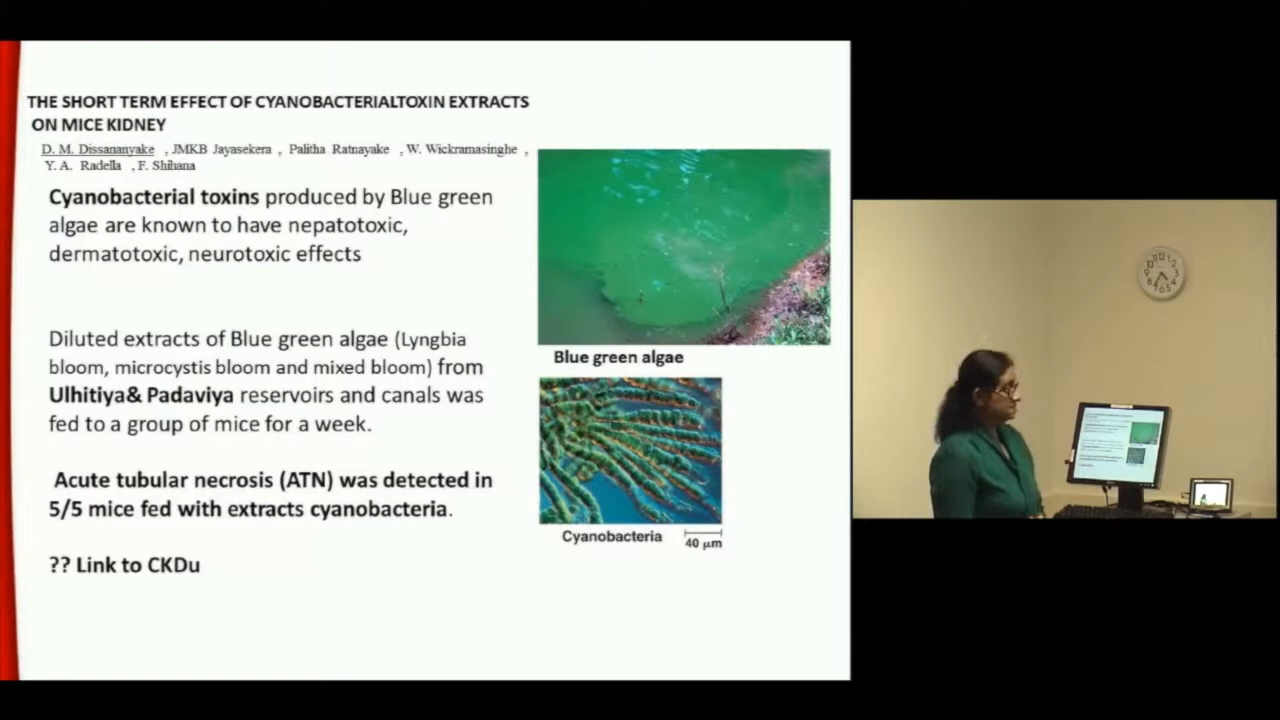 THE SHORT TERM EFFECT OF CYANOBACTERIALTOXIN EXTRACTS
ON MICE KIDNEY
D. M. Dissananyake , JMKB Jayasekera , Palitha Ratnayake , W. Wickramasinghe ,
Y. A. Radella , F. Shihana
Cyanobacterial toxins produced by Blue green
algae are known to have nepatotoxic,
dermatotoxic, neurotoxic effects
Diluted extracts of Blue green algae (Lyngbia
bloom, microcystis bloom and mixed bloom) from
Ulhitiya& Padaviya reservoirs and canals was
fed to a group of mice for a week.
Acute tubular necrosis (ATN) was detected in
5/5 mice fed with extracts cyanobacteria.
?? Link to CKDu
Blue green algae
Cyanobacteria
40 µm